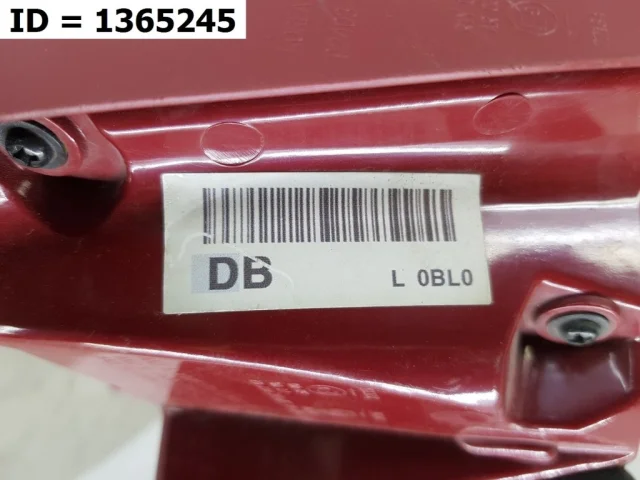 ID = 1365245
DB
L 0BL0